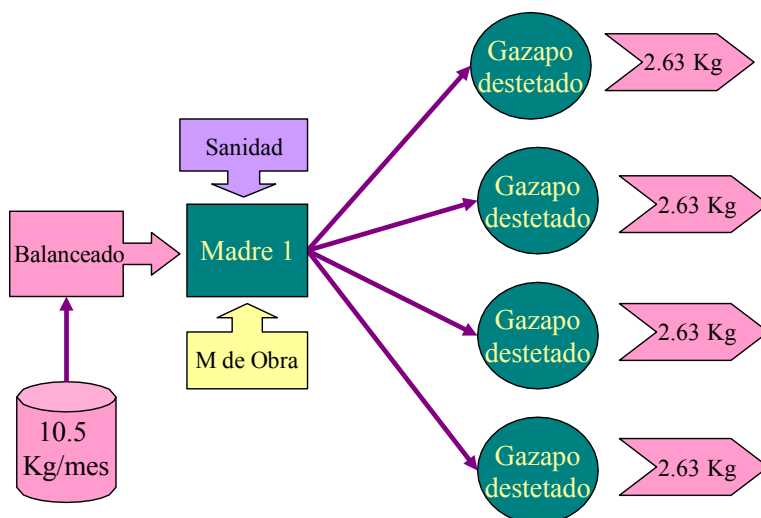 Gazapo
destetado
2.63 Kg
Sanidad
Gazapo
destetado
2.63 Kg
Balanceado
Madre 1
Gazapo
destetado
2.63 Kg
M de Obra
10.5
Kg/mes
Gazapo
destetado
2.63 Kg